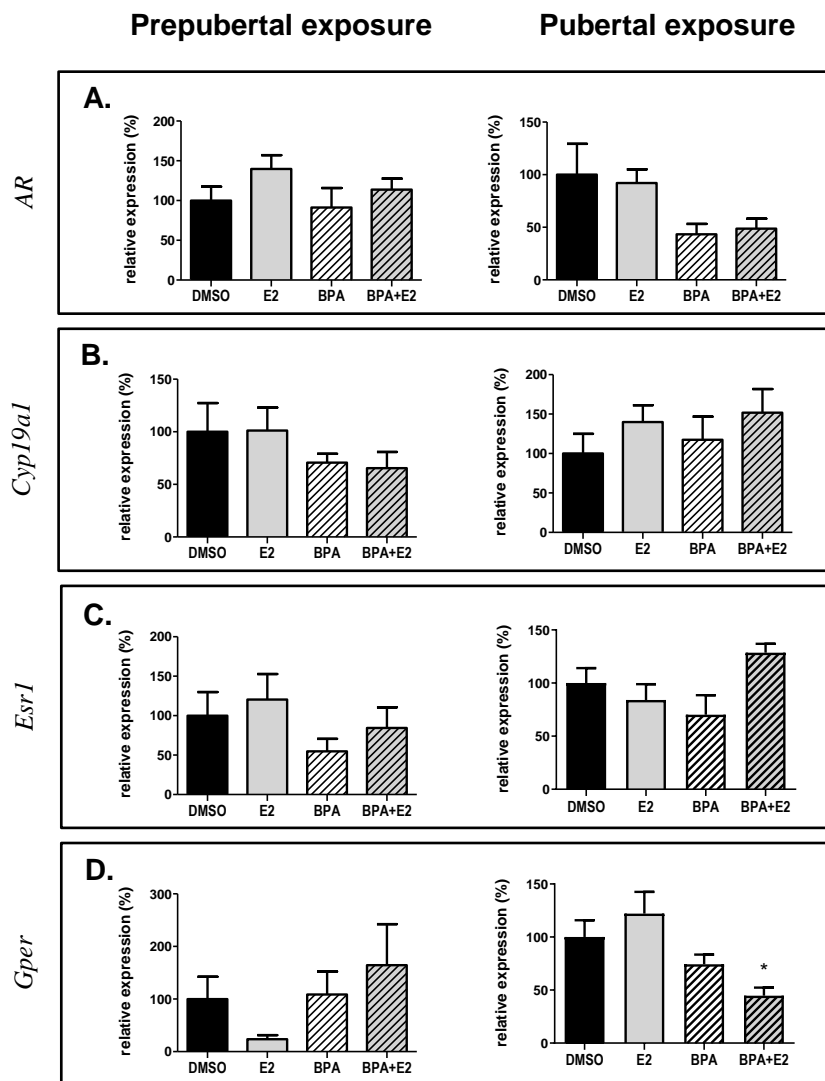 Prepubertal exposure Pubertal exposure
A.
AR
relative expression (%)
200
150
100
50
0
DMSO E2 BPA BPA+E2
relative expression (%)
150
100
50
0
DMSO E2 BPA BPA+E2
B.
Cyp19a1
relative expression (%)
150
100
50
0
DMSO E2 BPA BPA+E2
relative expression (%)
200
150
100
50
0
DMSO E2 BPA BPA+E2
C.
Esr1
relative expression (%)
200
150
100
50
0
DMSO E2 BPA BPA+E2
relative expression (%)
150
100
50
0
DMSO E2 BPA BPA+E2
D.
Gper
relative expression (%)
300
200
100
0
DMSO E2 BPA BPA+E2
relative expression (%)
150
100
50
0
*
DMSO E2 BPA BPA+E2